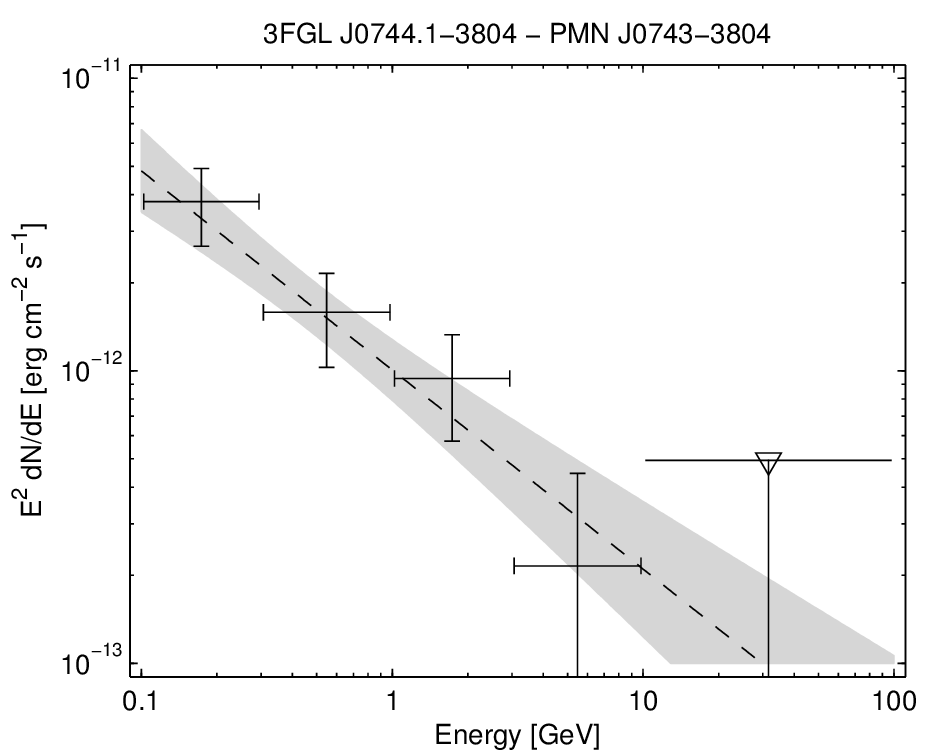 3FGL J0744.1−3804 − PMN J0743−3804
10⁻¹¹
10⁻¹²
10⁻¹³
E² dN/dE [erg cm⁻² s⁻¹]
0.1 1 10 100
Energy [GeV]